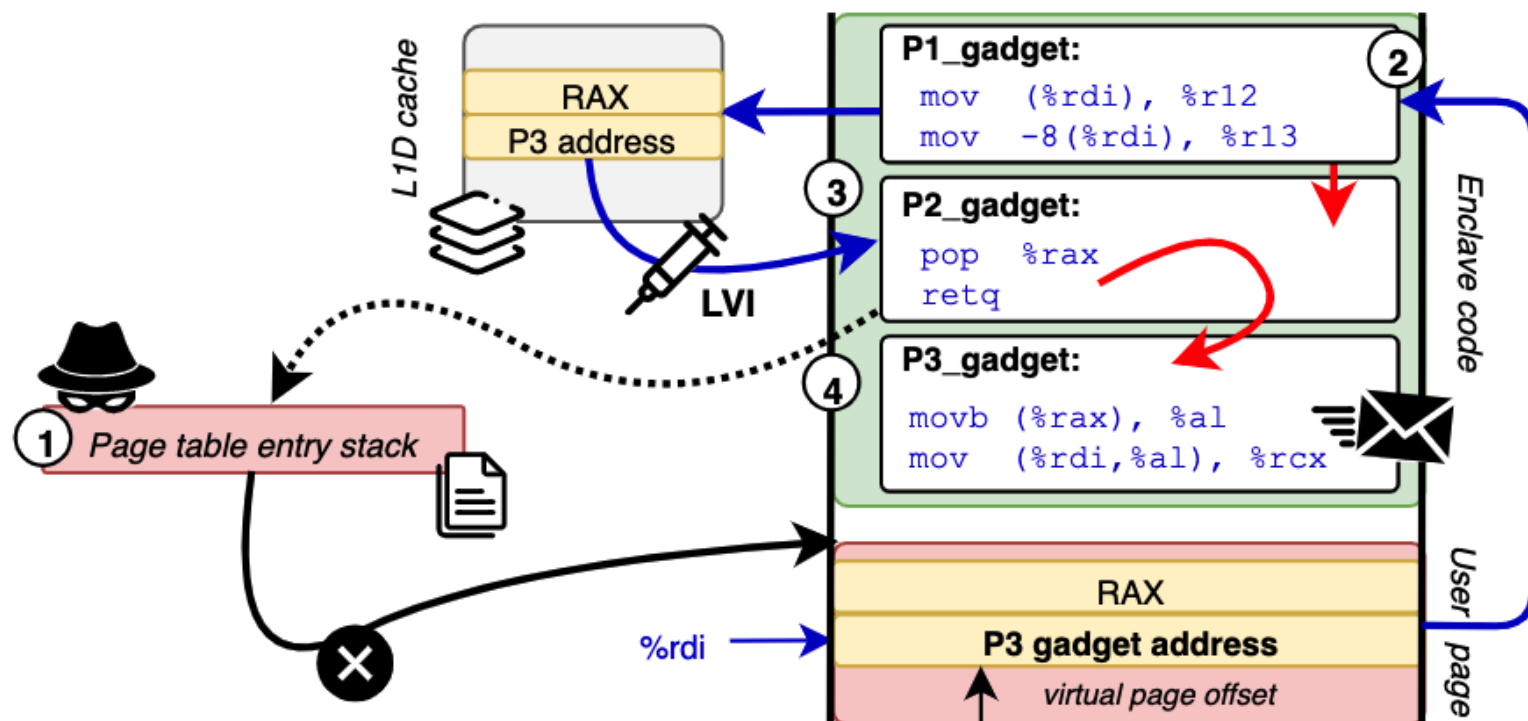 L1D cache
RAX
P3 address
LVI
P1_gadget:
mov (%rdi), %r12
mov -8(%rdi), %r13
2
3
P2_gadget:
pop %rax
retq
4
P3_gadget:
movb (%rax), %al
mov (%rdi,%al), %rcx
Enclave code
1
Page table entry stack
%rdi
RAX
P3 gadget address
virtual page offset
User page